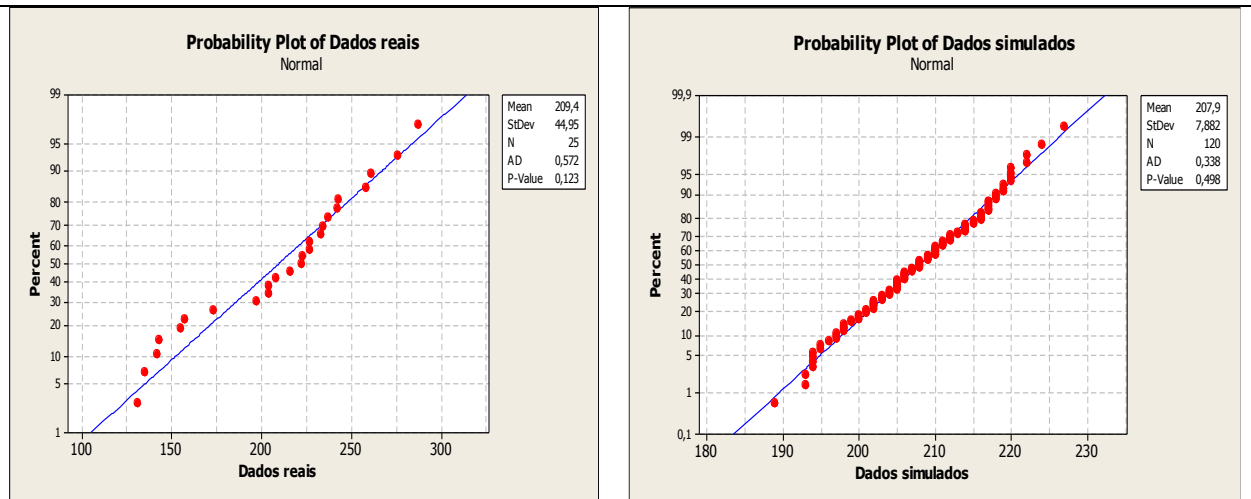 Probability Plot of Dados reais
Normal
99
95
90
80
70
60
50
40
30
20
10
5
1
Percent
100 150 200 250 300
Dados reais
Mean 209,4
StDev 44,95
N 25
AD 0,572
P-Value 0,123
Probability Plot of Dados simulados
Normal
99,9
99
95
90
80
70
60
50
40
30
20
10
5
1
0,1
Percent
180 190 200 210 220 230
Dados simulados
Mean 207,9
StDev 7,882
N 120
AD 0,338
P-Value 0,498